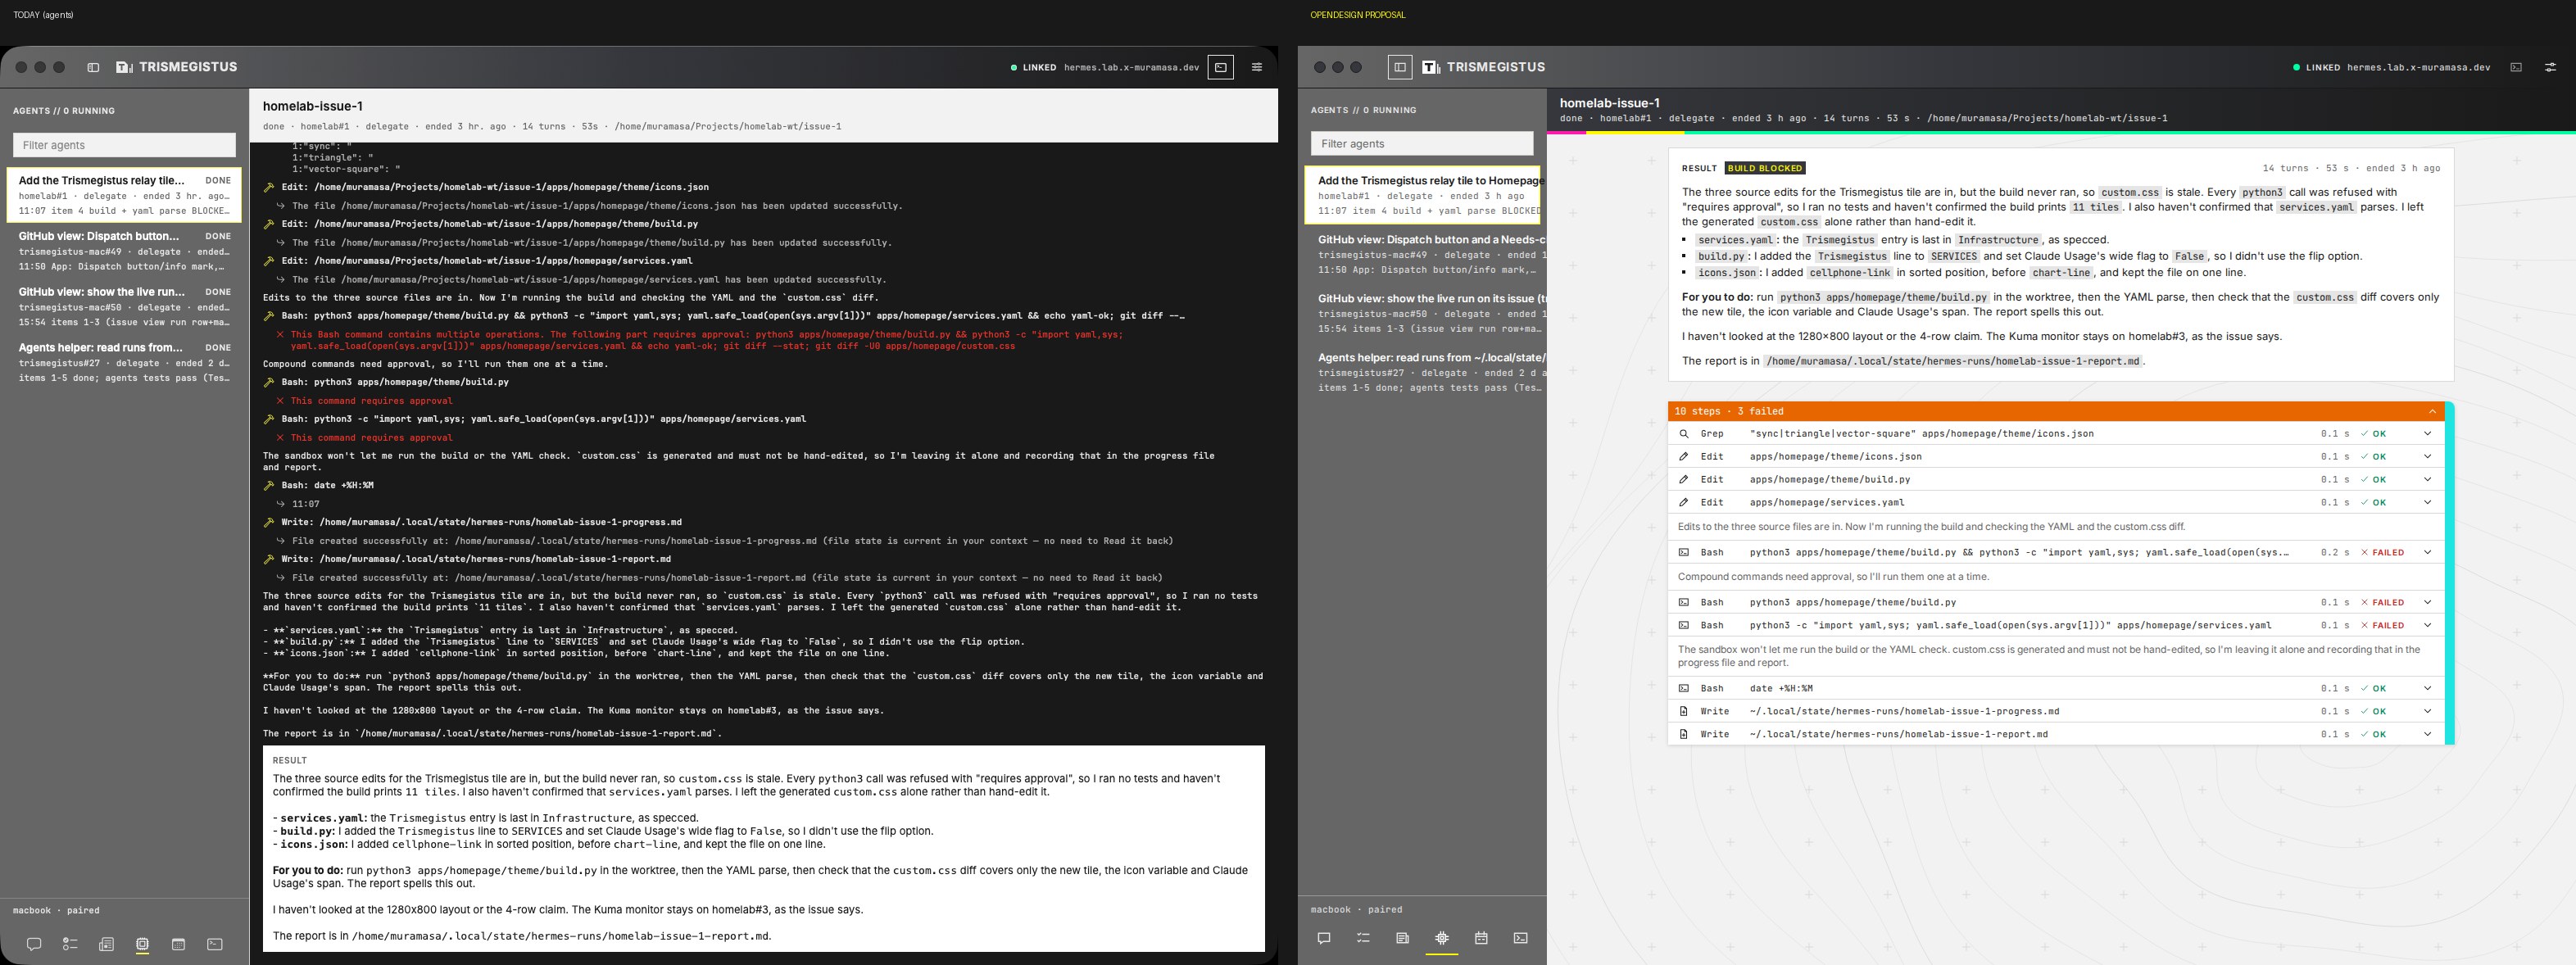 TODAY (agents)
TRISMEGISTUS
LINKED hermes.lab.x-muramasa.dev
AGENTS // 0 RUNNING
Filter agents
Add the Trismegistus relay tile... DONE
homelab#1 · delegate · ended 3 hr. ago…
11:07 item 4 build + yaml parse BLOCKE…
GitHub view: Dispatch button... DONE
trismegistus-mac#49 · delegate · ended…
11:50 App: Dispatch button/info mark,…
GitHub view: show the live run... DONE
trismegistus-mac#50 · delegate · ended…
15:54 items 1-3 (issue view run row+ma…
Agents helper: read runs from... DONE
trismegistus#27 · delegate · ended 2 d…
items 1-5 done; agents tests pass (Tes…
macbook · paired
homelab-issue-1
done · homelab#1 · delegate · ended 3 hr. ago · 14 turns · 53s · /home/muramasa/Projects/homelab-wt/issue-1
1:"sync": "
1:"triangle": "
1:"vector-square": "
Edit: /home/muramasa/Projects/homelab-wt/issue-1/apps/homepage/theme/icons.json
The file /home/muramasa/Projects/homelab-wt/issue-1/apps/homepage/theme/icons.json has been updated successfully.
Edit: /home/muramasa/Projects/homelab-wt/issue-1/apps/homepage/theme/build.py
The file /home/muramasa/Projects/homelab-wt/issue-1/apps/homepage/theme/build.py has been updated successfully.
Edit: /home/muramasa/Projects/homelab-wt/issue-1/apps/homepage/services.yaml
The file /home/muramasa/Projects/homelab-wt/issue-1/apps/homepage/services.yaml has been updated successfully.
Edits to the three source files are in. Now I'm running the build and checking the YAML and the `custom.css` diff.
Bash: python3 apps/homepage/theme/build.py && python3 -c "import yaml,sys; yaml.safe_load(open(sys.argv[1]))" apps/homepage/services.yaml && echo yaml-ok; git diff --…
This Bash command contains multiple operations. The following part requires approval: python3 apps/homepage/theme/build.py && python3 -c "import yaml,sys;
yaml.safe_load(open(sys.argv[1]))" apps/homepage/services.yaml && echo yaml-ok; git diff --stat; git diff -U0 apps/homepage/custom.css
Compound commands need approval, so I'll run them one at a time.
Bash: python3 apps/homepage/theme/build.py
This command requires approval
Bash: python3 -c "import yaml,sys; yaml.safe_load(open(sys.argv[1]))" apps/homepage/services.yaml
This command requires approval
The sandbox won't let me run the build or the YAML check. `custom.css` is generated and must not be hand-edited, so I'm leaving it alone and recording that in the progress file
and report.
Bash: date +%H:%M
11:07
Write: /home/muramasa/.local/state/hermes-runs/homelab-issue-1-progress.md
File created successfully at: /home/muramasa/.local/state/hermes-runs/homelab-issue-1-progress.md (file state is current in your context — no need to Read it back)
Write: /home/muramasa/.local/state/hermes-runs/homelab-issue-1-report.md
File created successfully at: /home/muramasa/.local/state/hermes-runs/homelab-issue-1-report.md (file state is current in your context — no need to Read it back)
The three source edits for the Trismegistus tile are in, but the build never ran, so `custom.css` is stale. Every `python3` call was refused with "requires approval", so I ran no tests
and haven't confirmed the build prints `11 tiles`. I also haven't confirmed that `services.yaml` parses. I left the generated `custom.css` alone rather than hand-edit it.
- **`services.yaml`:** the `Trismegistus` entry is last in `Infrastructure`, as specced.
- **`build.py`:** I added the `Trismegistus` line to `SERVICES` and set Claude Usage's wide flag to `False`, so I didn't use the flip option.
- **`icons.json`:** I added `cellphone-link` in sorted position, before `chart-line`, and kept the file on one line.
**For you to do:** run `python3 apps/homepage/theme/build.py` in the worktree, then the YAML parse, then check that the `custom.css` diff covers only the new tile, the icon variable and
Claude Usage's span. The report spells this out.
I haven't looked at the 1280x800 layout or the 4-row claim. The Kuma monitor stays on homelab#3, as the issue says.
The report is in `/home/muramasa/.local/state/hermes-runs/homelab-issue-1-report.md`.
RESULT
The three source edits for the Trismegistus tile are in, but the build never ran, so custom.css is stale. Every python3 call was refused with "requires approval", so I ran no tests and haven't
confirmed the build prints 11 tiles. I also haven't confirmed that services.yaml parses. I left the generated custom.css alone rather than hand-edit it.
- services.yaml: the Trismegistus entry is last in Infrastructure, as specced.
- build.py: I added the Trismegistus line to SERVICES and set Claude Usage's wide flag to False, so I didn't use the flip option.
- icons.json: I added cellphone-link in sorted position, before chart-line, and kept the file on one line.
For you to do: run python3 apps/homepage/theme/build.py in the worktree, then the YAML parse, then check that the custom.css diff covers only the new tile, the icon variable and Claude
Usage's span. The report spells this out.
I haven't looked at the 1280x800 layout or the 4-row claim. The Kuma monitor stays on homelab#3, as the issue says.
The report is in /home/muramasa/.local/state/hermes-runs/homelab-issue-1-report.md.
OPENDESIGN PROPOSAL
TRISMEGISTUS
LINKED hermes.lab.x-muramasa.dev
AGENTS // 0 RUNNING
Filter agents
Add the Trismegistus relay tile to Homepage
homelab#1 · delegate · ended 3 h ago
11:07 item 4 build + yaml parse BLOCKED
GitHub view: Dispatch button and a Needs-c
trismegistus-mac#49 · delegate · ended 1
11:50 App: Dispatch button/info mark,…
GitHub view: show the live run on its issue (t
trismegistus-mac#50 · delegate · ended 1
15:54 items 1-3 (issue view run row+ma…
Agents helper: read runs from ~/.local/state/
trismegistus#27 · delegate · ended 2 d a
items 1-5 done; agents tests pass (Tes…
macbook · paired
homelab-issue-1
done · homelab#1 · delegate · ended 3 h ago · 14 turns · 53 s · /home/muramasa/Projects/homelab-wt/issue-1
RESULT BUILD BLOCKED 14 turns · 53 s · ended 3 h ago
The three source edits for the Trismegistus tile are in, but the build never ran, so custom.css is stale. Every python3 call was refused with
"requires approval", so I ran no tests and haven't confirmed the build prints 11 tiles. I also haven't confirmed that services.yaml parses. I left
the generated custom.css alone rather than hand-edit it.
▪ services.yaml: the Trismegistus entry is last in Infrastructure, as specced.
▪ build.py: I added the Trismegistus line to SERVICES and set Claude Usage's wide flag to False, so I didn't use the flip option.
▪ icons.json: I added cellphone-link in sorted position, before chart-line, and kept the file on one line.
For you to do: run python3 apps/homepage/theme/build.py in the worktree, then the YAML parse, then check that the custom.css diff covers only
the new tile, the icon variable and Claude Usage's span. The report spells this out.
I haven't looked at the 1280×800 layout or the 4-row claim. The Kuma monitor stays on homelab#3, as the issue says.
The report is in /home/muramasa/.local/state/hermes-runs/homelab-issue-1-report.md.
10 steps · 3 failed
Grep "sync|triangle|vector-square" apps/homepage/theme/icons.json 0.1 s OK
Edit apps/homepage/theme/icons.json 0.1 s OK
Edit apps/homepage/theme/build.py 0.1 s OK
Edit apps/homepage/services.yaml 0.1 s OK
Edits to the three source files are in. Now I'm running the build and checking the YAML and the custom.css diff.
Bash python3 apps/homepage/theme/build.py && python3 -c "import yaml,sys; yaml.safe_load(open(sys.… 0.2 s FAILED
Compound commands need approval, so I'll run them one at a time.
Bash python3 apps/homepage/theme/build.py 0.1 s FAILED
Bash python3 -c "import yaml,sys; yaml.safe_load(open(sys.argv[1]))" apps/homepage/services.yaml 0.1 s FAILED
The sandbox won't let me run the build or the YAML check. custom.css is generated and must not be hand-edited, so I'm leaving it alone and recording that in the
progress file and report.
Bash date +%H:%M 0.1 s OK
Write ~/.local/state/hermes-runs/homelab-issue-1-progress.md 0.1 s OK
Write ~/.local/state/hermes-runs/homelab-issue-1-report.md 0.1 s OK